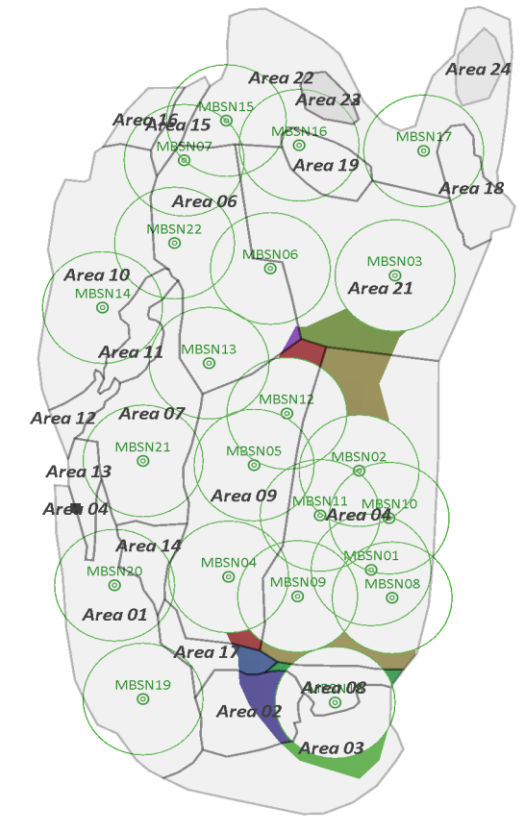 Area 24
Area 22
Area 23
MBSN15
Area 16
Area 15
MBSN16
MBSN17
MBSN07
Area 19
Area 18
Area 06
MBSN22
MBSN06
MBSN03
Area 10
Area 21
MBSN14
MBSN13
Area 11
MBSN12
Area 12
Area 07
MBSN21
MBSN05
MBSN02
Area 13
Area 09
MBSN11
MBSN10
Area 04
Area 04
Area 14
MBSN04
MBSN01
MBSN20
MBSN09
MBSN08
Area 01
Area 17
MBSN19
Area 08
Area 02
Area 03